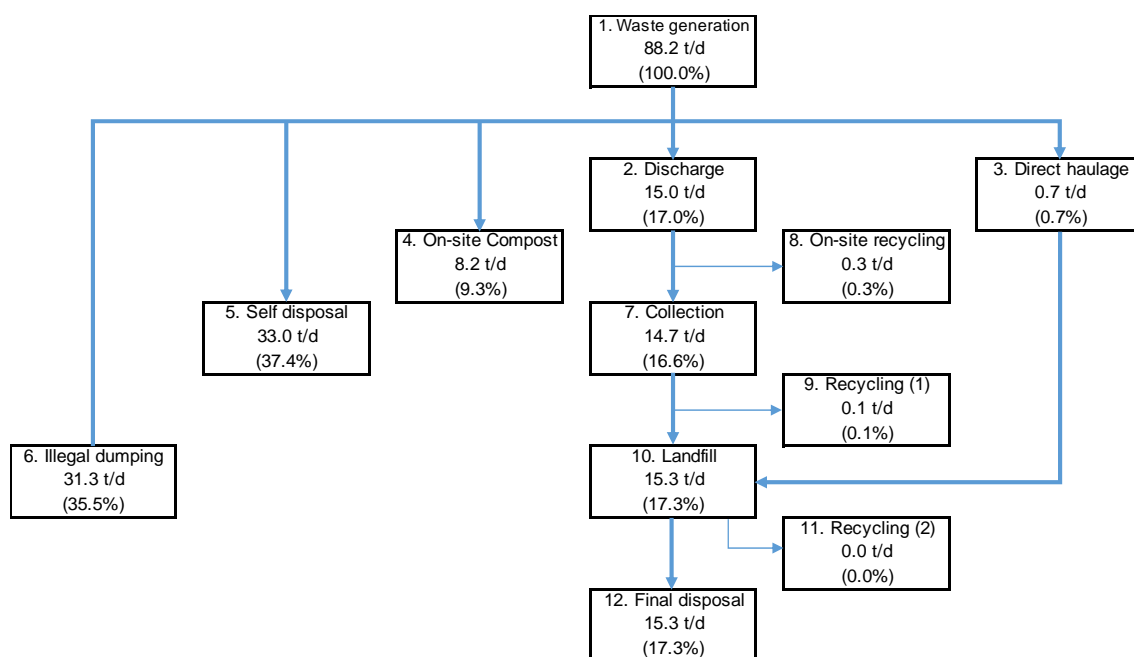 1. Waste generation
88.2 t/d
(100.0%)
2. Discharge
15.0 t/d
(17.0%)
3. Direct haulage
0.7 t/d
(0.7%)
4. On-site Compost
8.2 t/d
(9.3%)
8. On-site recycling
0.3 t/d
(0.3%)
5. Self disposal
33.0 t/d
(37.4%)
7. Collection
14.7 t/d
(16.6%)
9. Recycling (1)
0.1 t/d
(0.1%)
6. Illegal dumping
31.3 t/d
(35.5%)
10. Landfill
15.3 t/d
(17.3%)
11. Recycling (2)
0.0 t/d
(0.0%)
12. Final disposal
15.3 t/d
(17.3%)